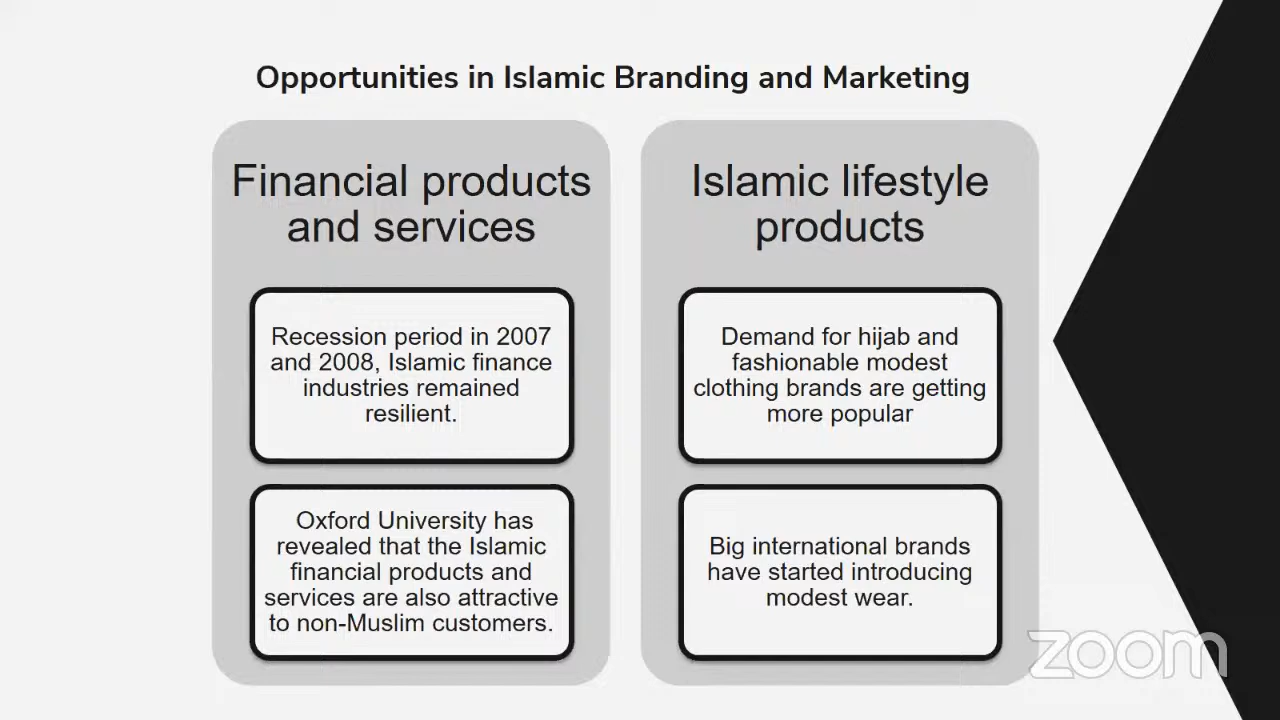 Opportunities in Islamic Branding and Marketing
Financial products
and services
Recession period in 2007
and 2008, Islamic finance
industries remained
resilient.
Oxford University has
revealed that the Islamic
financial products and
services are also attractive
to non-Muslim customers.
Islamic lifestyle
products
Demand for hijab and
fashionable modest
clothing brands are getting
more popular
Big international brands
have started introducing
modest wear.
zoom